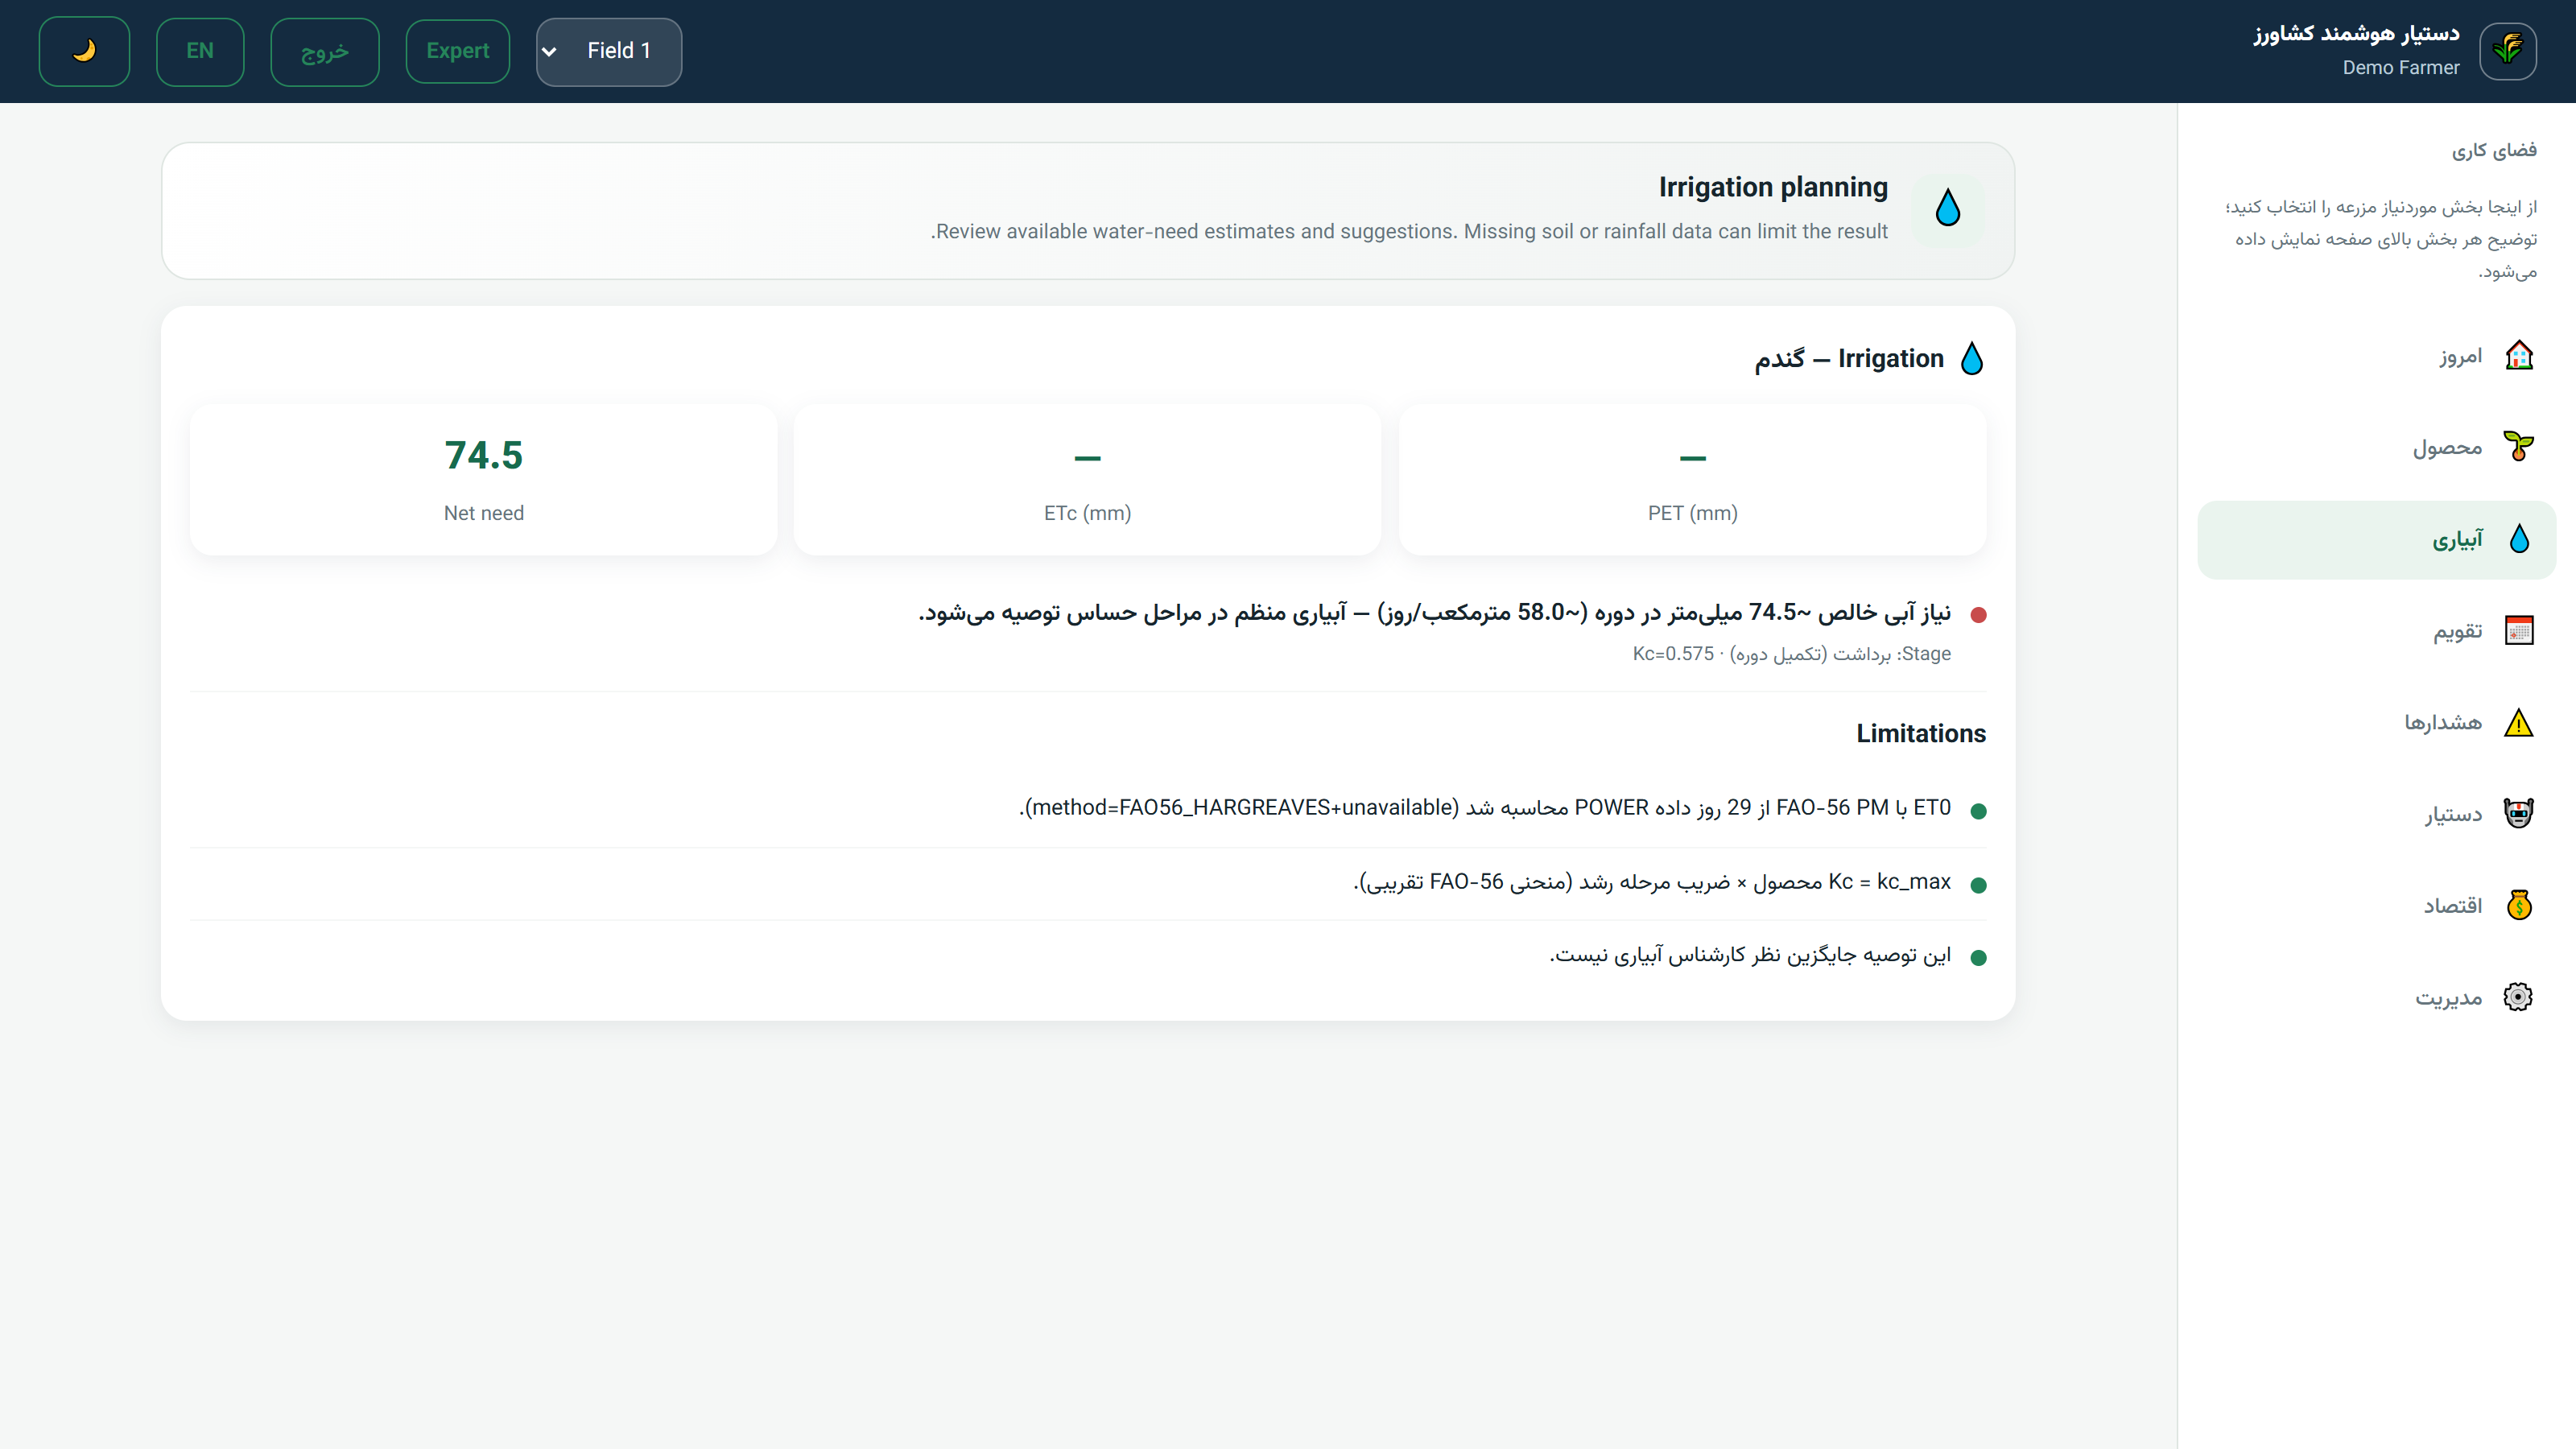 دستیار هوشمند کشاورز
Demo Farmer
Field 1
Expert
خروج
EN
فضای کاری
از اینجا بخش موردنیاز مزرعه را انتخاب کنید؛
توضیح هر بخش بالای صفحه نمایش داده
می‌شود.
امروز
محصول
آبیاری
تقویم
هشدارها
دستیار
اقتصاد
مدیریت
Irrigation planning
Review available water-need estimates and suggestions. Missing soil or rainfall data can limit the result.
Irrigation — گندم
—
PET (mm)
—
ETc (mm)
74.5
Net need
نیاز آبی خالص ~74.5 میلی‌متر در دوره (~58.0 مترمکعب/روز) — آبیاری منظم در مراحل حساس توصیه می‌شود.
Stage: برداشت (تکمیل دوره) · Kc=0.575
Limitations
ET0 با FAO-56 PM از 29 روز داده POWER محاسبه شد (method=FAO56_HARGREAVES+unavailable).
Kc = kc_max محصول × ضریب مرحله رشد (منحنی FAO-56 تقریبی).
این توصیه جایگزین نظر کارشناس آبیاری نیست.